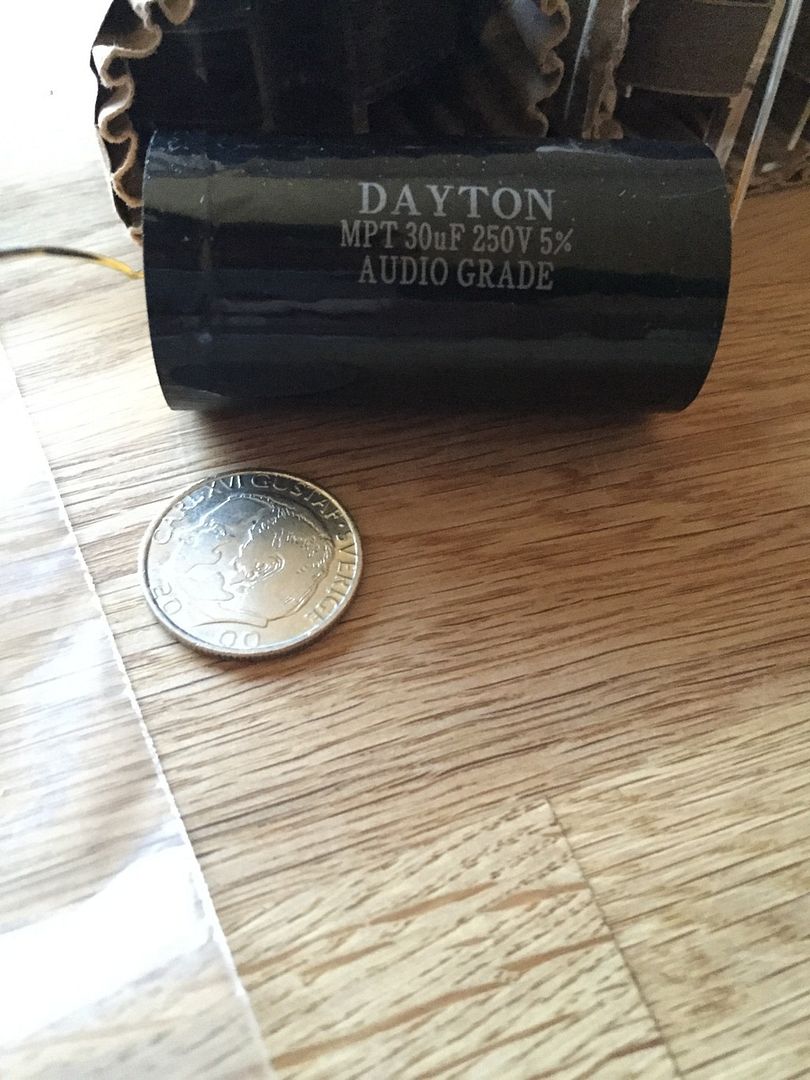 DAYTON
MPT 30uF 250V 5%
AUDIO GRADE
CARL XVI GUSTAF · SVERIGE